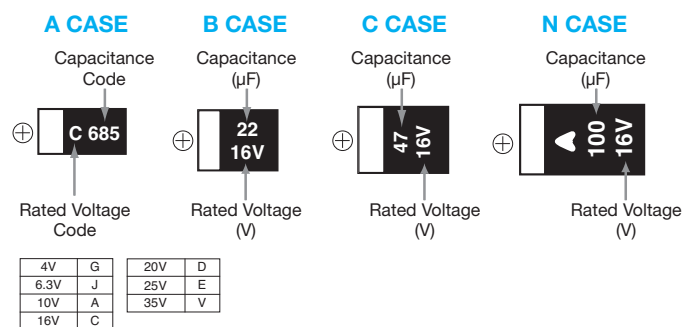 A CASE
B CASE
C CASE
N CASE
Capacitance
Code
Capacitance
(µF)
Capacitance
(µF)
Capacitance
(µF)
C 685
22
16V
47
16V
100
16V
Rated Voltage
Code
Rated Voltage
(V)
Rated Voltage
(V)
Rated Voltage
(V)
4V G
6.3V J
10V A
16V C
20V D
25V E
35V V